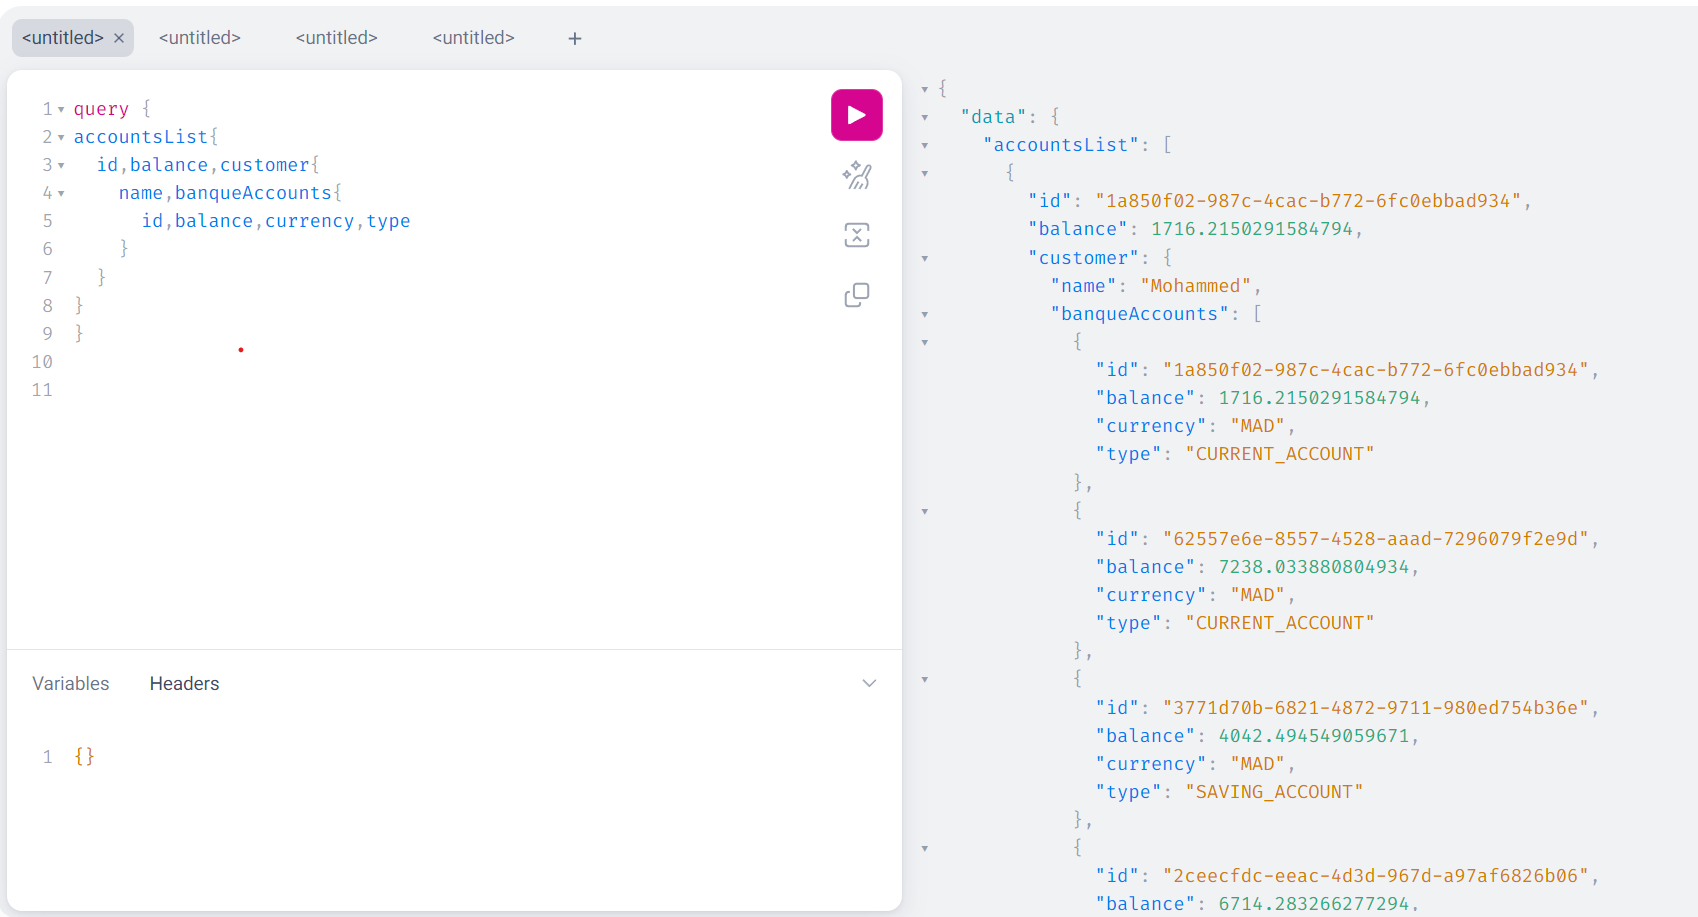 <untitled> × <untitled> <untitled> <untitled> +
1 query {
2 accountsList{
3 id,balance,customer{
4 name,banqueAccounts{
5 id,balance,currency,type
6 }
7 }
8 }
9 }
10
11
Variables Headers
1 {}
{
"data": {
"accountsList": [
{
"id": "1a850f02-987c-4cac-b772-6fc0ebbad934",
"balance": 1716.2150291584794,
"customer": {
"name": "Mohammed",
"banqueAccounts": [
{
"id": "1a850f02-987c-4cac-b772-6fc0ebbad934",
"balance": 1716.2150291584794,
"currency": "MAD",
"type": "CURRENT_ACCOUNT"
},
{
"id": "62557e6e-8557-4528-aaad-7296079f2e9d",
"balance": 7238.033880804934,
"currency": "MAD",
"type": "CURRENT_ACCOUNT"
},
{
"id": "3771d70b-6821-4872-9711-980ed754b36e",
"balance": 4042.494549059671,
"currency": "MAD",
"type": "SAVING_ACCOUNT"
},
{
"id": "2ceecfdc-eeac-4d3d-967d-a97af6826b06",
"balance": 6714.283266277294,